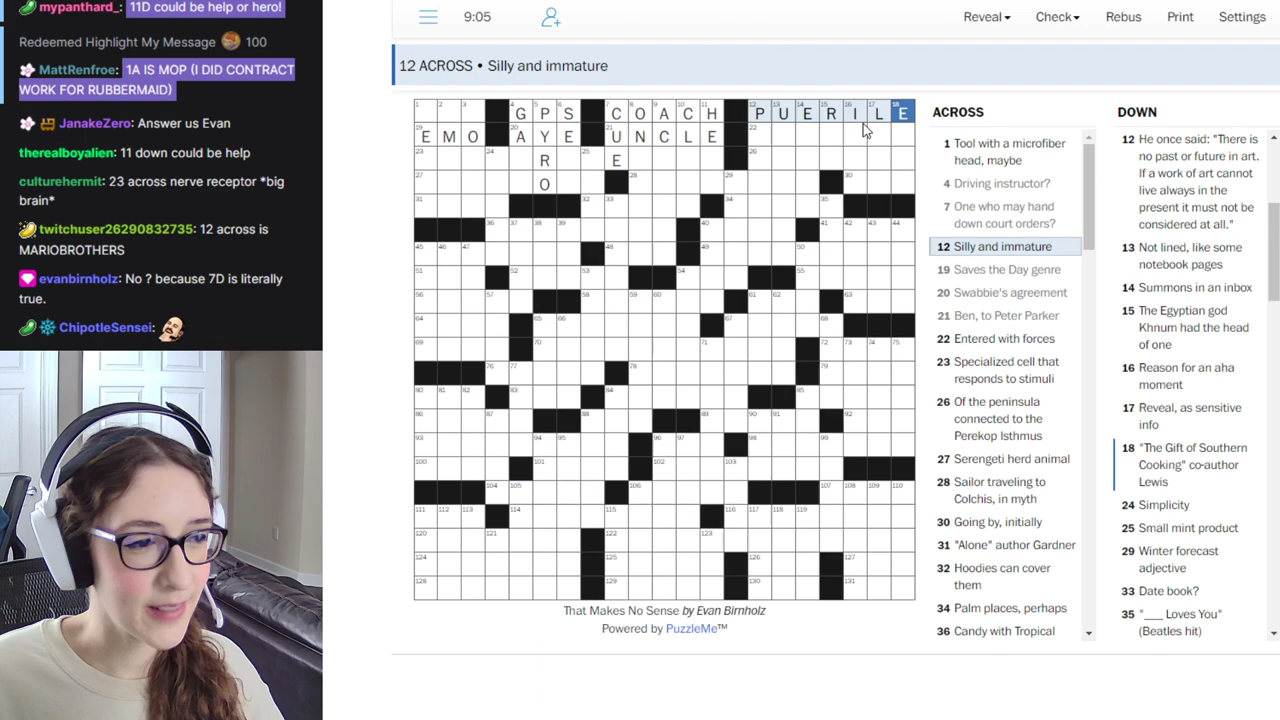 mypanthard_: 11D could be help or hero!
Redeemed Highlight My Message 100
MattRenfroe: 1A IS MOP (I DID CONTRACT
WORK FOR RUBBERMAID)
JanakeZero: Answer us Evan
therealboyalien: 11 down could be help
culturehermit: 23 across nerve receptor *big
brain*
twitchuser26290832735: 12 across is
MARIOBROTHERS
evanbirnholz: No ? because 7D is literally
true.
ChipotleSensei:
9:05
Reveal
Check
Rebus
Print
Settings
12 ACROSS • Silly and immature
G P S C O A C H P U E R I L E
E M O A Y E U N C L E
R E
O
That Makes No Sense by Evan Birnholz
Powered by PuzzleMe™
ACROSS
1 Tool with a microfiber
head, maybe
4 Driving instructor?
7 One who may hand
down court orders?
12 Silly and immature
19 Saves the Day genre
20 Swabbie's agreement
21 Ben, to Peter Parker
22 Entered with forces
23 Specialized cell that
responds to stimuli
26 Of the peninsula
connected to the
Perekop Isthmus
27 Serengeti herd animal
28 Sailor traveling to
Colchis, in myth
30 Going by, initially
31 "Alone" author Gardner
32 Hoodies can cover
them
34 Palm places, perhaps
36 Candy with Tropical
DOWN
12 He once said: "There is
no past or future in art.
If a work of art cannot
live always in the
present it must not be
considered at all."
13 Not lined, like some
notebook pages
14 Summons in an inbox
15 The Egyptian god
Khnum had the head
of one
16 Reason for an aha
moment
17 Reveal, as sensitive
info
18 "The Gift of Southern
Cooking" co-author
Lewis
24 Simplicity
25 Small mint product
29 Winter forecast
adjective
33 Date book?
35 "___ Loves You"
(Beatles hit)